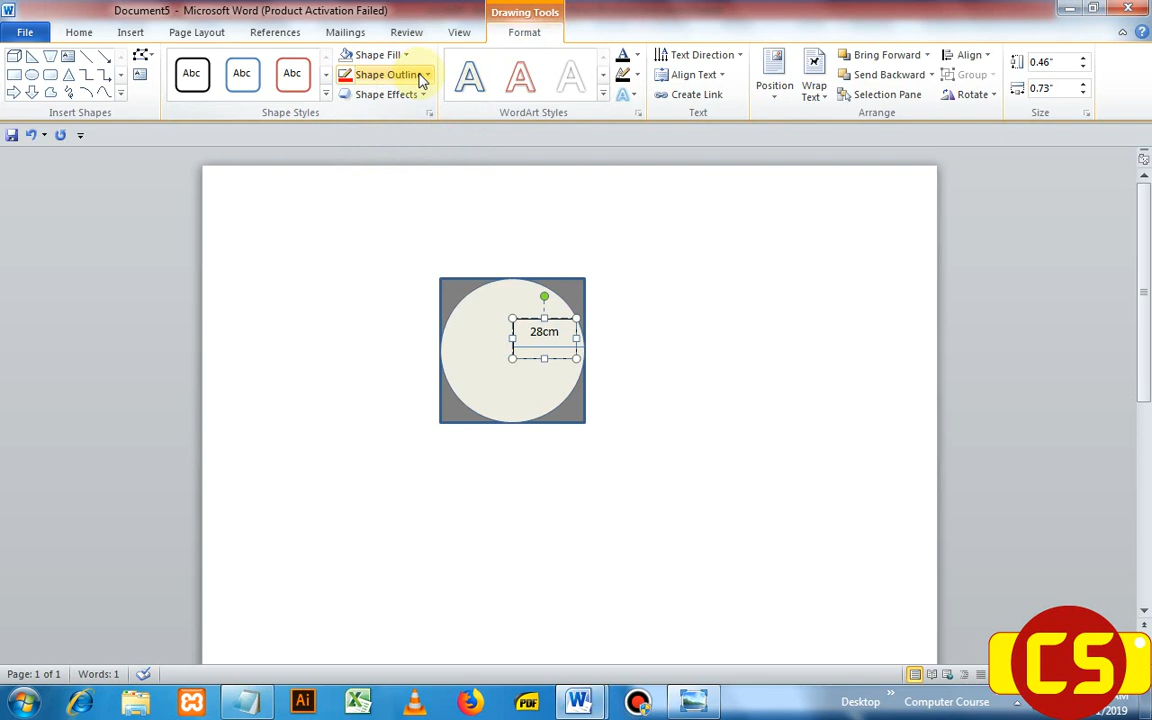 Document5 - Microsoft Word (Product Activation Failed)
Drawing Tools
File
Home
Insert
Page Layout
References
Mailings
Review
View
Format
Abc
Abc
Abc
Shape Fill
Shape Outline
Shape Effects
A
A
A
Text Direction
Align Text
Create Link
Position
Wrap
Text
Bring Forward
Send Backward
Selection Pane
Align
Group
Rotate
0.46"
0.73"
Insert Shapes
Shape Styles
WordArt Styles
Text
Arrange
Size
28cm
Page: 1 of 1
Words: 1
CS
Ai
PDF
Desktop
Computer Course